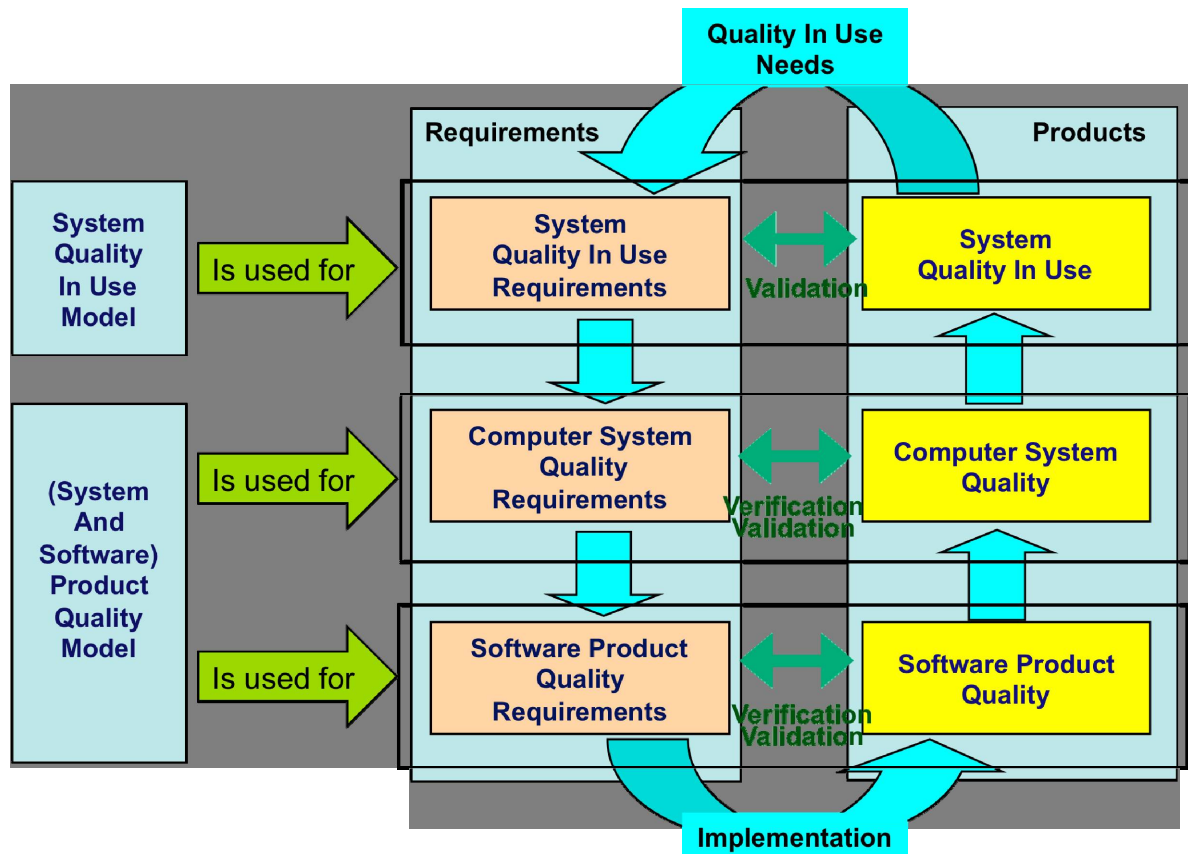 Quality In Use
Needs
Requirements
Products
System
Quality
In Use
Model
Is used for
System
Quality In Use
Requirements
Validation
System
Quality In Use
(System
And
Software)
Product
Quality
Model
Is used for
Computer System
Quality
Requirements
Verification
Validation
Computer System
Quality
Is used for
Software Product
Quality
Requirements
Verification
Validation
Software Product
Quality
Implementation